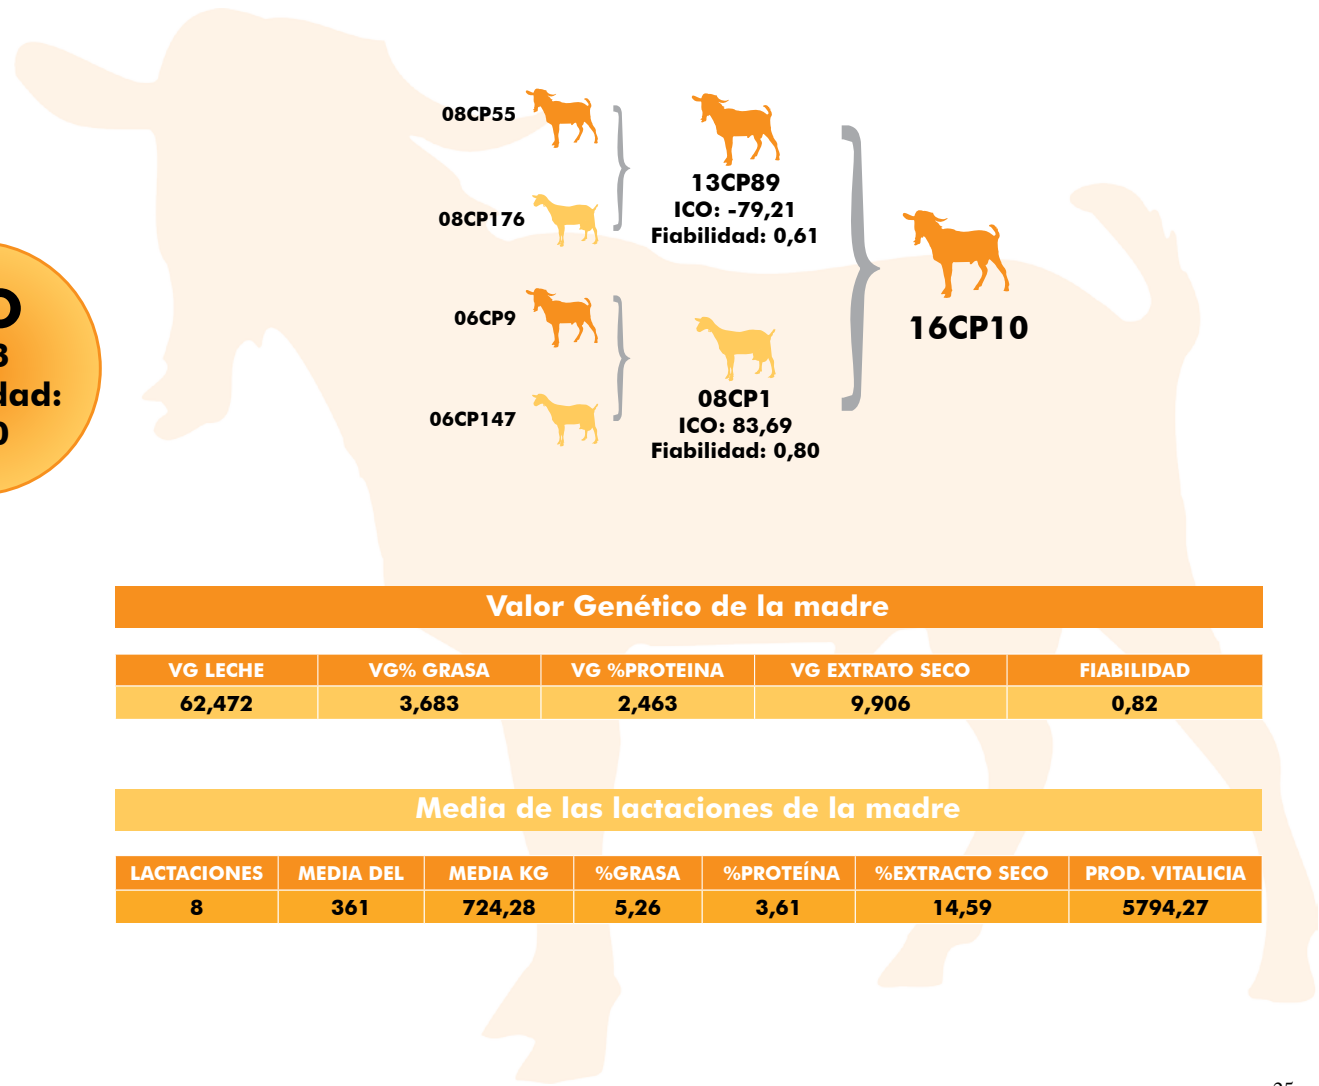 08CP55
13CP89
ICO: -79,21
Fiabilidad: 0,61
08CP176
06CP9
16CP10
06CP147
08CP1
ICO: 83,69
Fiabilidad: 0,80
Valor Genético de la madre
VG LECHE VG% GRASA VG %PROTEINA VG EXTRATO SECO FIABILIDAD
62,472 3,683 2,463 9,906 0,82
Media de las lactaciones de la madre
LACTACIONES MEDIA DEL MEDIA KG %GRASA %PROTEÍNA %EXTRACTO SECO PROD. VITALICIA
8 361 724,28 5,26 3,61 14,59 5794,27